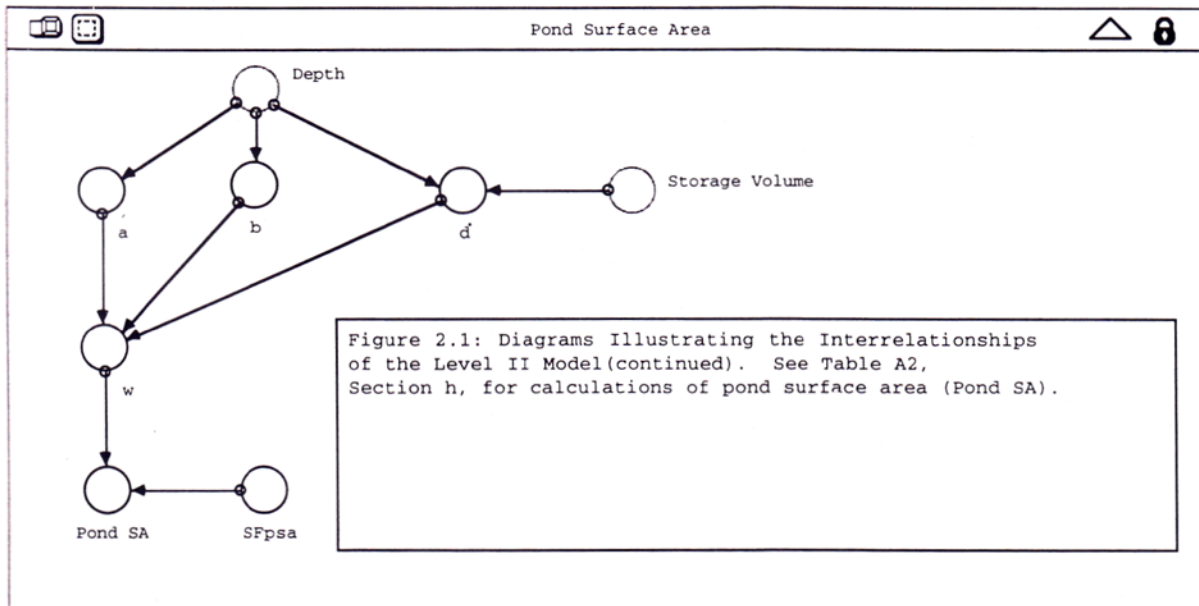 Pond Surface Area
Depth
Storage Volume
a
b
d
w
Figure 2.1: Diagrams Illustrating the Interrelationships
of the Level II Model(continued). See Table A2,
Section h, for calculations of pond surface area (Pond SA).
Pond SA
SFpsa